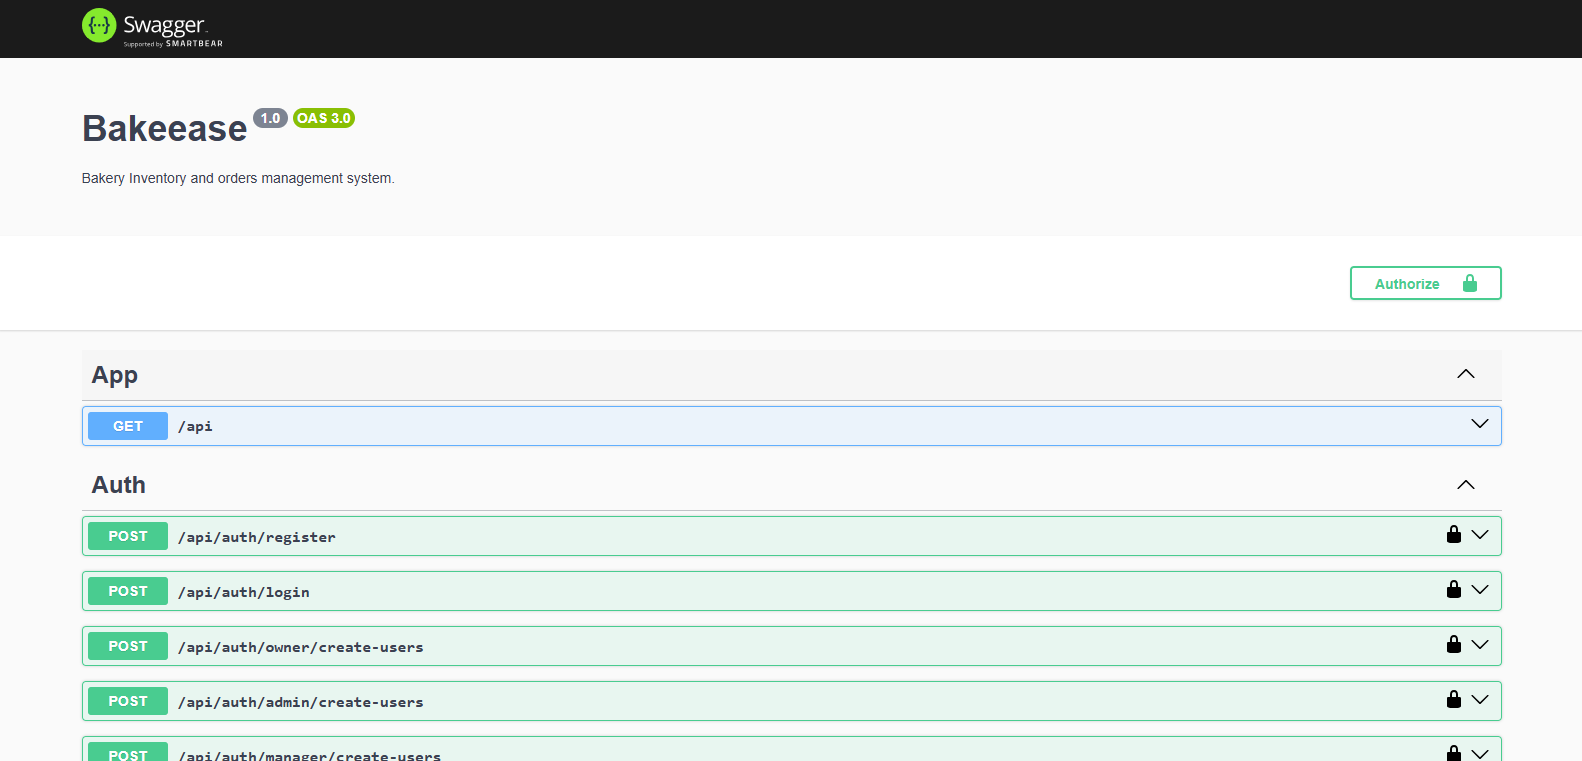 Swagger
Supported by SMARTBEAR
Bakeease 1.0 OAS 3.0
Bakery Inventory and orders management system.
Authorize
App
GET /api
Auth
POST /api/auth/register
POST /api/auth/login
POST /api/auth/owner/create-users
POST /api/auth/admin/create-users
POST /api/auth/manager/create-users